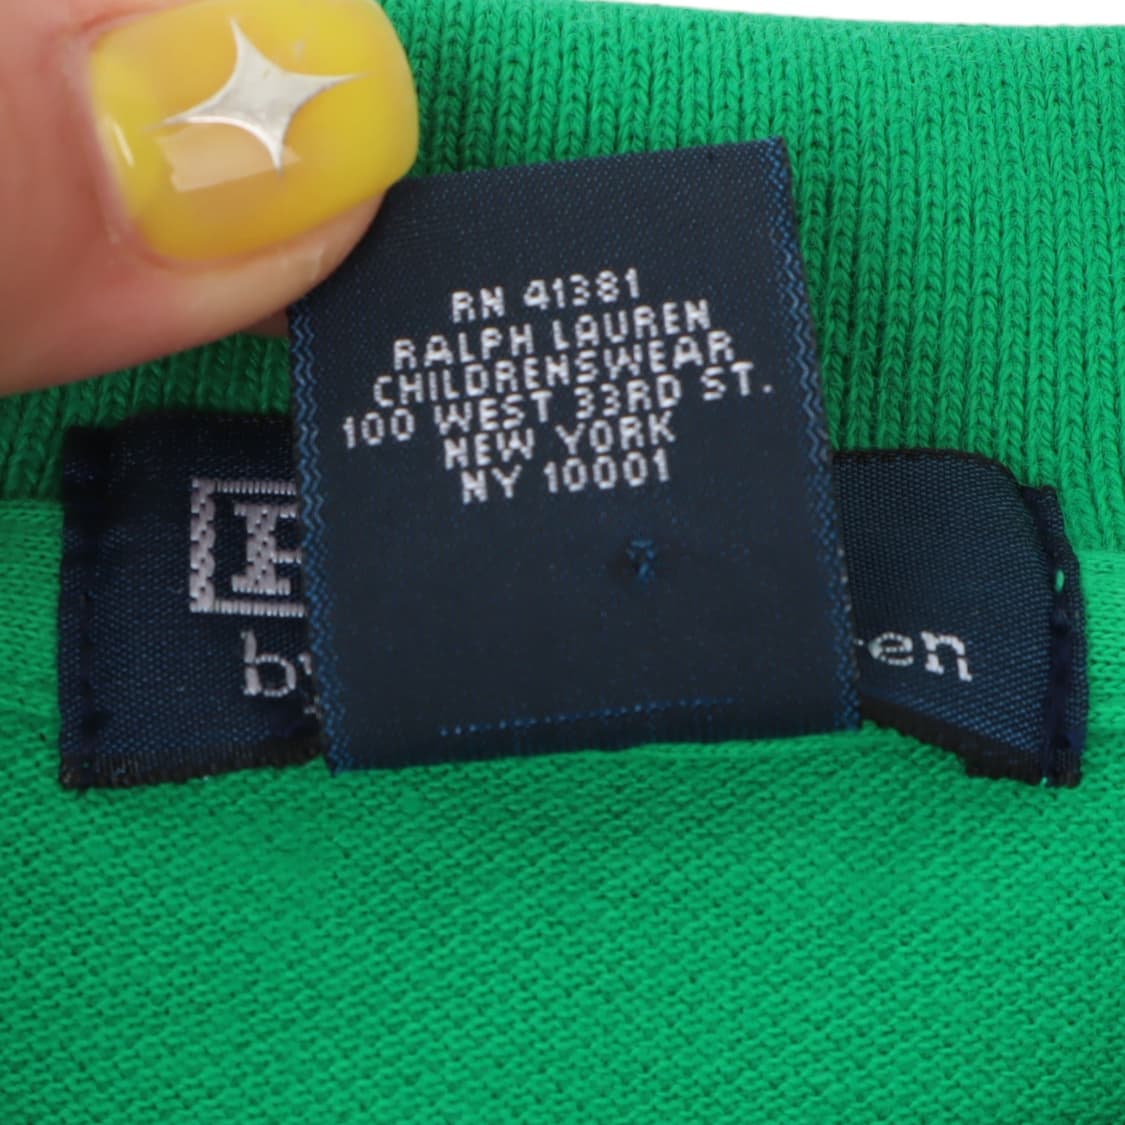 RN 41381
RALPH LAUREN
CHILDRENSWEAR
100 WEST 33RD ST.
NEW YORK
NY 10001